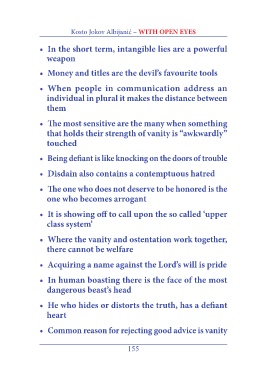 Kosto Jokov Albijanić – WITH OPEN EYES
• In the short term, intangible lies are a powerful
weapon
• Money and titles are the devil's favourite tools
• When people in communication address an
individual in plural it makes the distance between
them
• The most sensitive are the many when something
that holds their strength of vanity is "awkwardly"
touched
• Being defiant is like knocking on the doors of trouble
• Disdain also contains a contemptuous hatred
• The one who does not deserve to be honored is the
one who becomes arrogant
• It is showing off to call upon the so called 'upper
class system'
• Where the vanity and ostentation work together,
there cannot be welfare
• Acquiring a name against the Lord's will is pride
• In human boasting there is the face of the most
dangerous beast's head
• He who hides or distorts the truth, has a defiant
heart
• Common reason for rejecting good advice is vanity
155